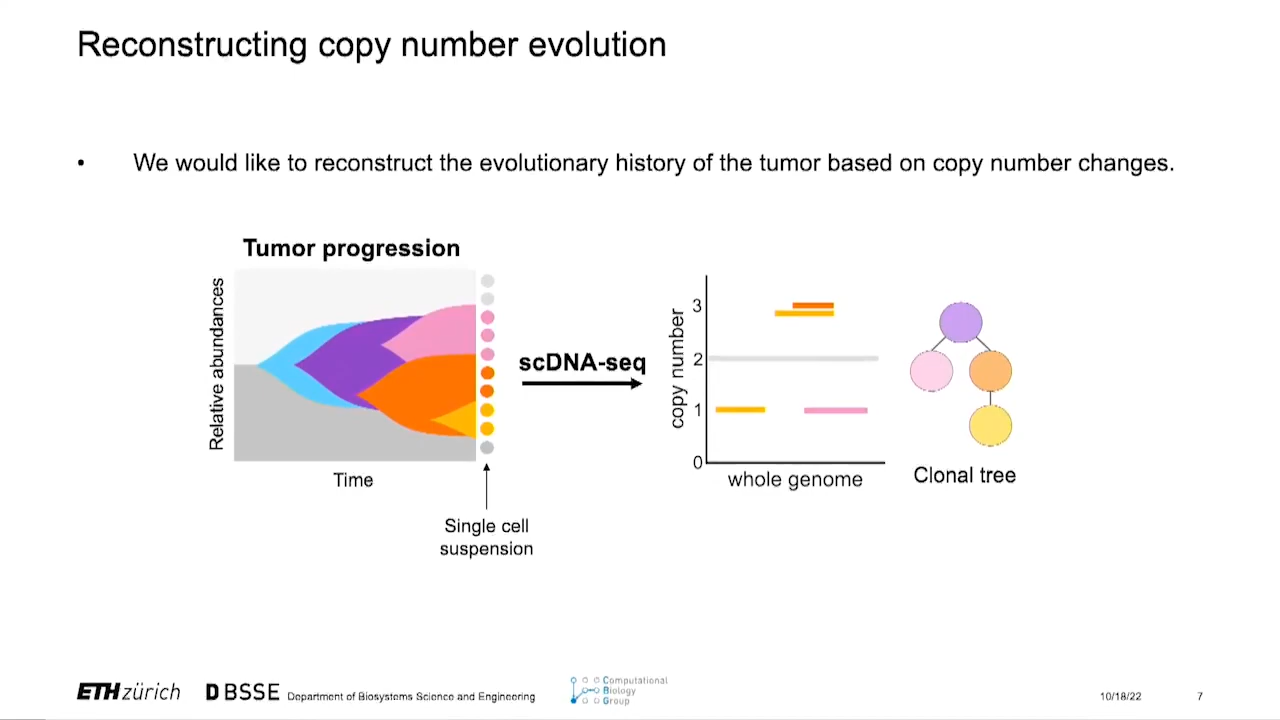 Reconstructing copy number evolution
• We would like to reconstruct the evolutionary history of the tumor based on copy number changes.
Tumor progression
Relative abundances
Time
Single cell
suspension
scDNA-seq
copy number
3
2
1
0
whole genome
Clonal tree
ETH zürich
D BSSE Department of Biosystems Science and Engineering
Computational
Biology
Group
10/18/22
7